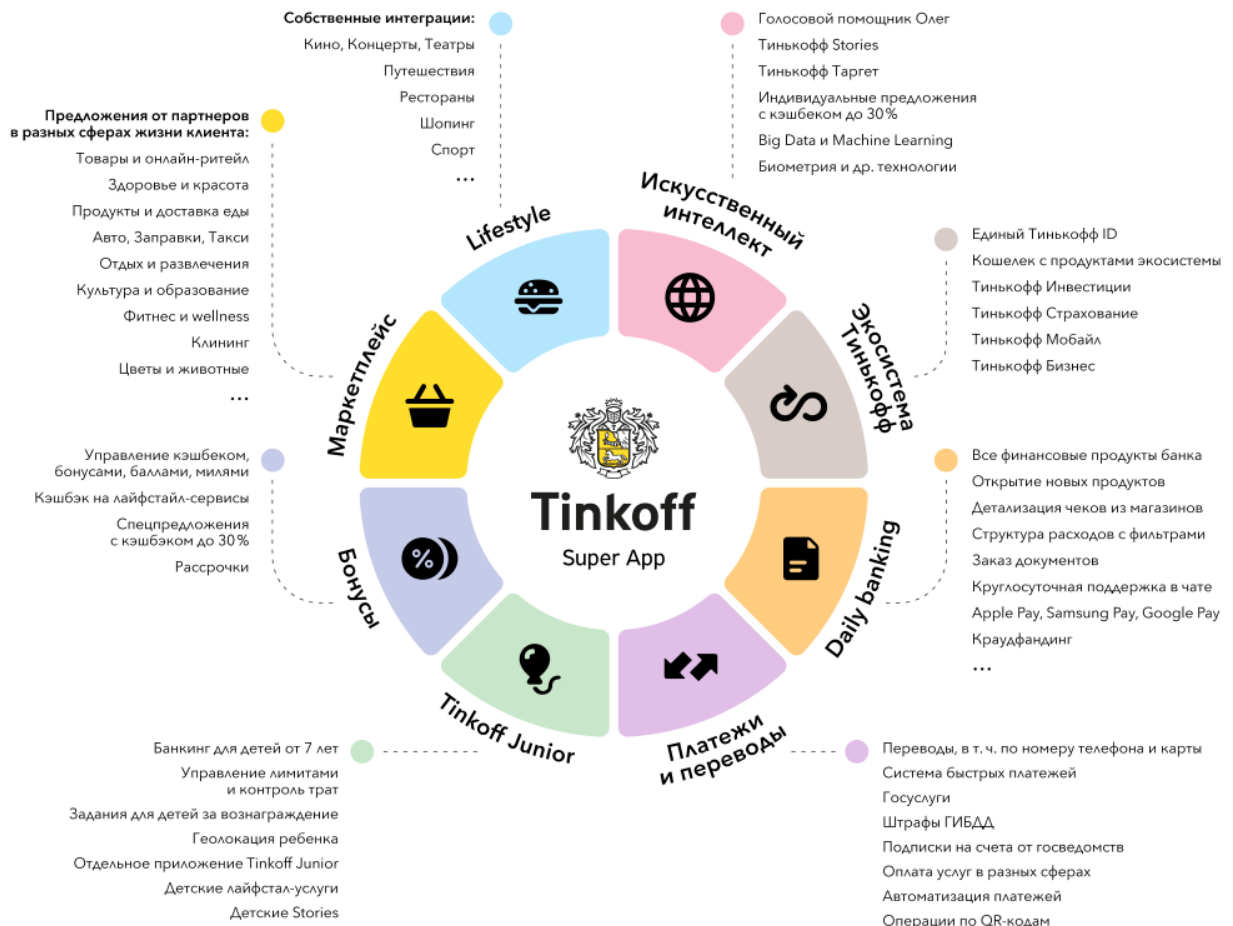 Собственные интеграции:
Кино, Концерты, Театры
Путешествия
Рестораны
Шопинг
Спорт
...
Голосовой помощник Олег
Тинькофф Stories
Тинькофф Таргет
Индивидуальные предложения
с кэшбеком до 30%
Big Data и Machine Learning
Биометрия и др. технологии
Предложения от партнеров
в разных сферах жизни клиента:
Товары и онлайн-ритейл
Здоровье и красота
Продукты и доставка еды
Авто, Заправки, Такси
Отдых и развлечения
Культура и образование
Фитнес и wellness
Клининг
Цветы и животные
...
Lifestyle
Искусственный
интеллект
Единый Тинькофф ID
Кошелек с продуктами экосистемы
Тинькофф Инвестиции
Тинькофф Страхование
Тинькофф Мобайл
Тинькофф Бизнес
Маркетплейс
Экосистема
Тинькофф
Tinkoff
Super App
Управление кэшбеком,
бонусами, баллами, милями
Кэшбэк на лайфстайл-сервисы
Спецпредложения
с кэшбэком до 30%
Рассрочки
Бонусы
%
Daily banking
Все финансовые продукты банка
Открытие новых продуктов
Детализация чеков из магазинов
Структура расходов с фильтрами
Заказ документов
Круглосуточная поддержка в чате
Apple Pay, Samsung Pay, Google Pay
Краудфандинг
...
Tinkoff Junior
Платежи
и переводы
Банкинг для детей от 7 лет
Управление лимитами
и контроль трат
Задания для детей за вознаграждение
Геолокация ребенка
Отдельное приложение Tinkoff Junior
Детские лайфстал-услуги
Детские Stories
Переводы, в т. ч. по номеру телефона и карты
Система быстрых платежей
Госуслуги
Штрафы ГИБДД
Подписки на счета от госведомств
Оплата услуг в разных сферах
Автоматизация платежей
Операции по QR-кодам